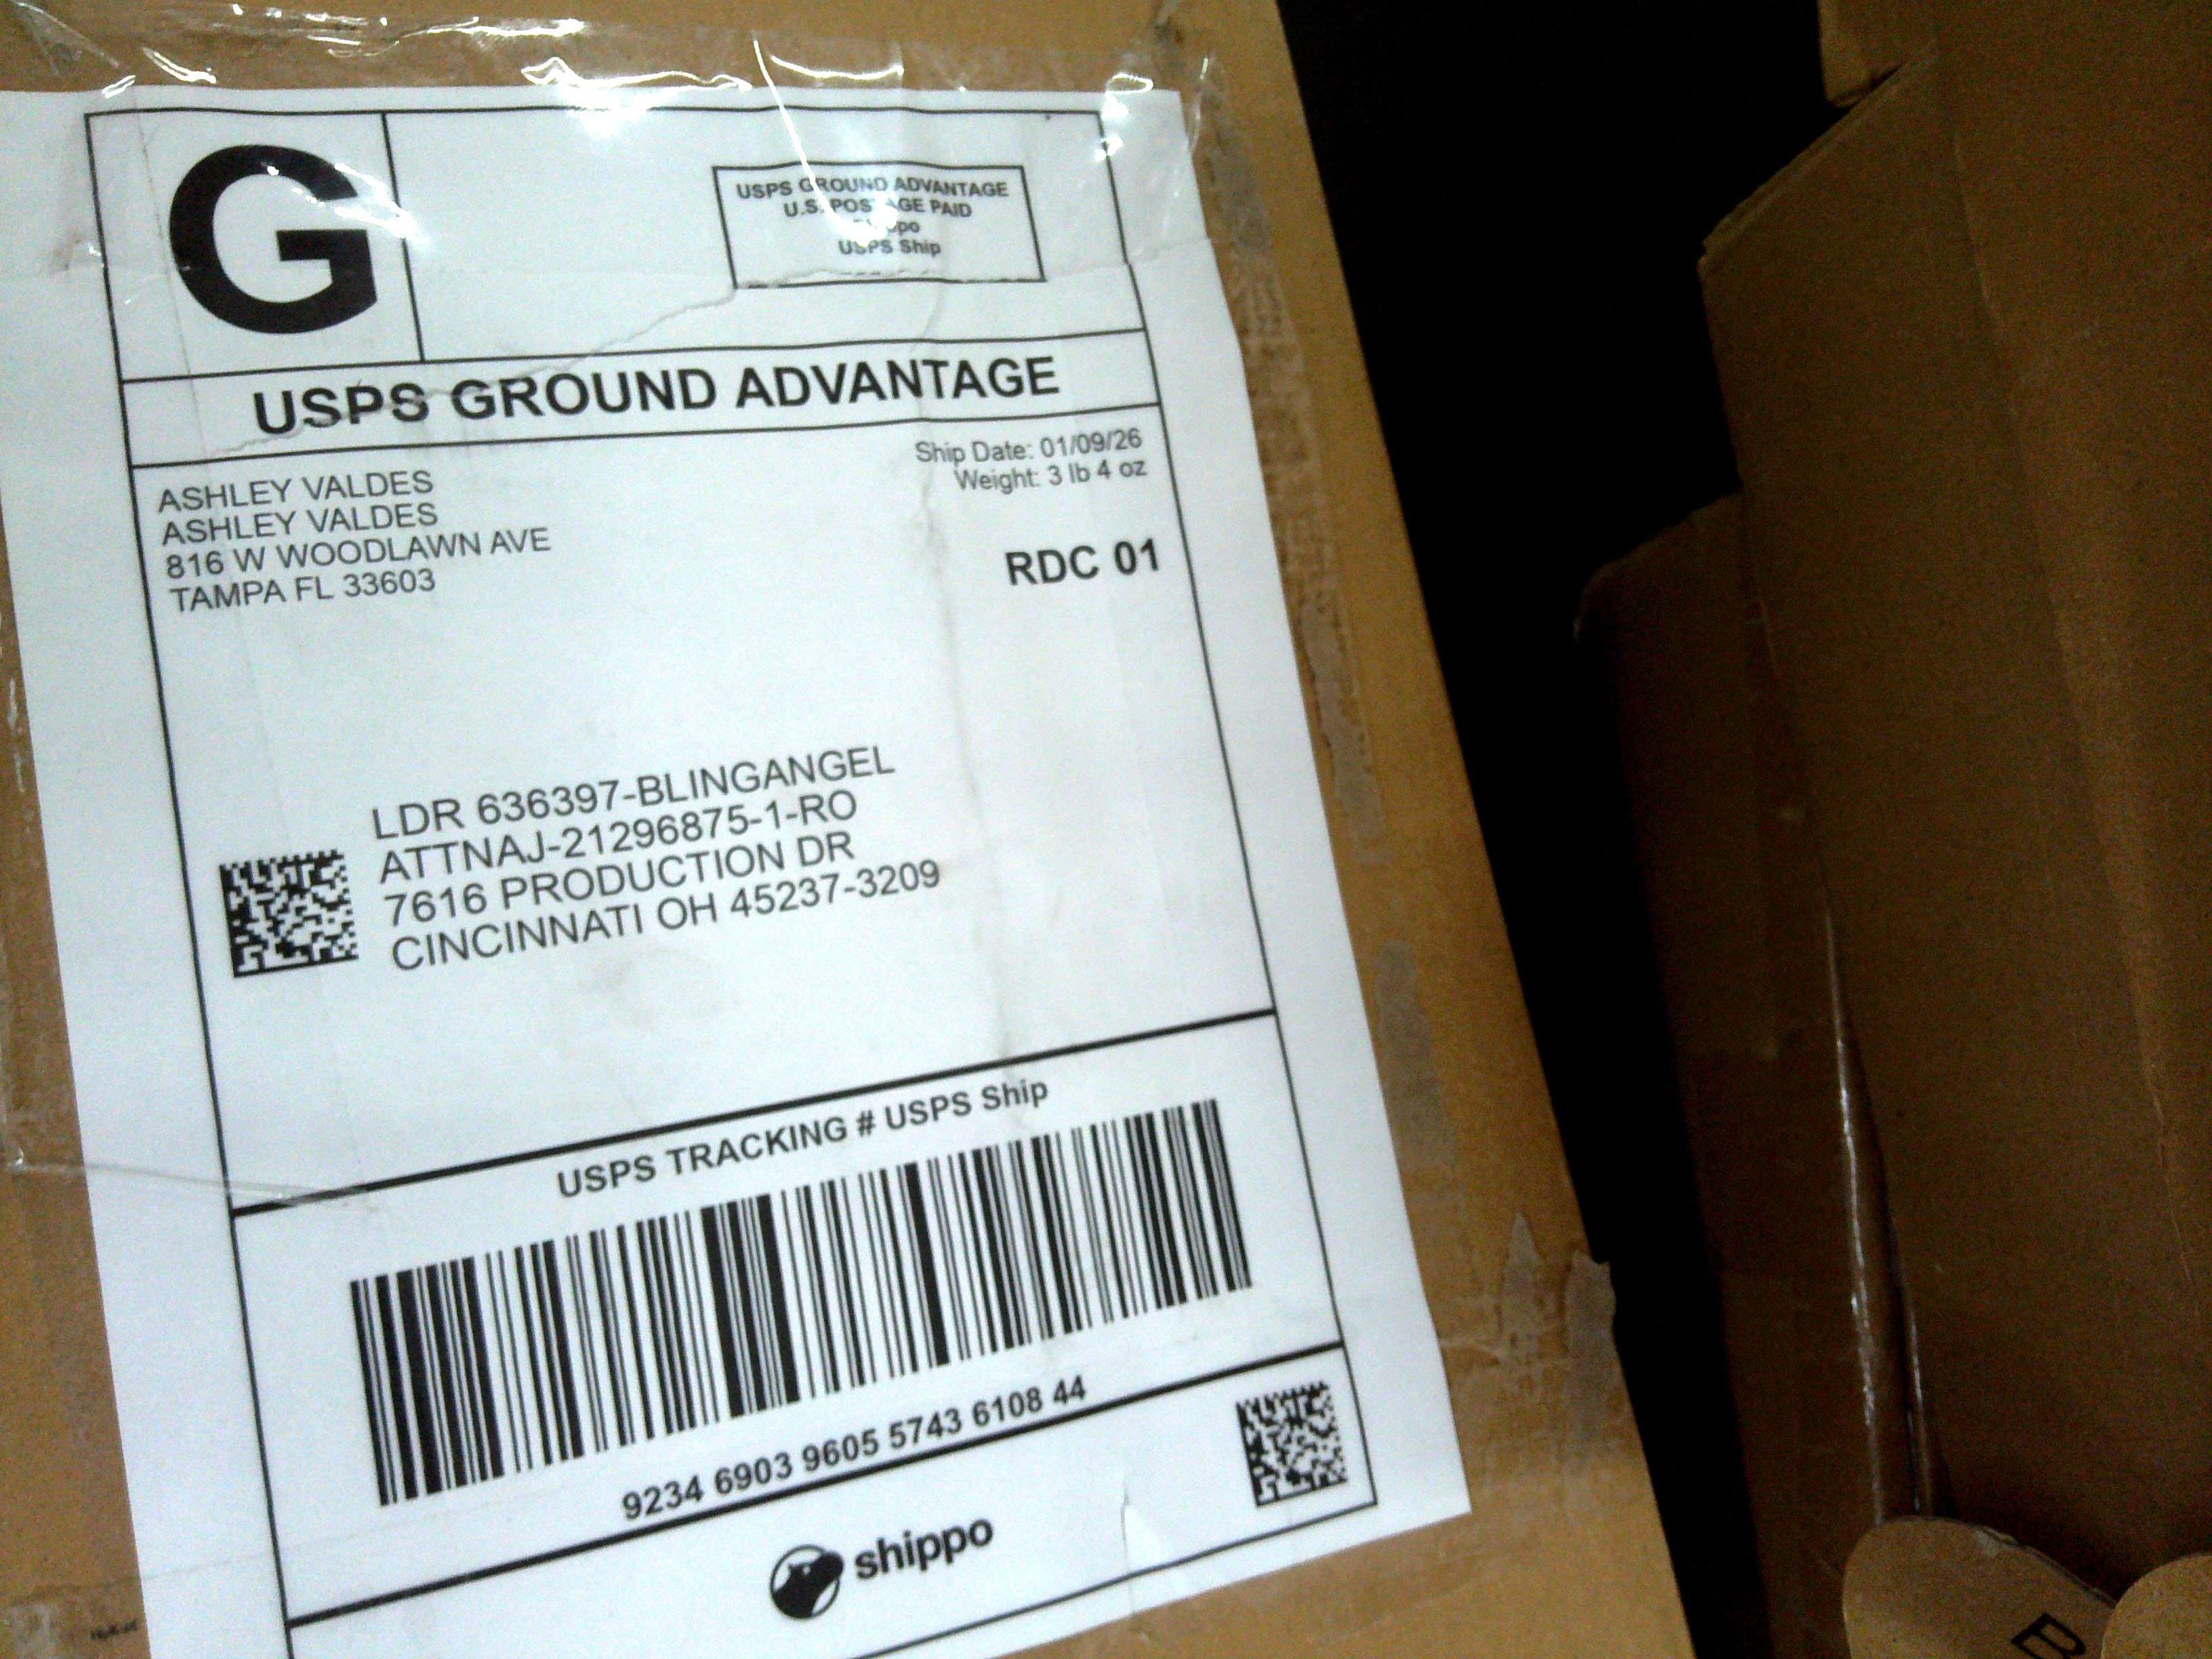 G
USPS GROUND ADVANTAGE
U.S. POSTAGE PAID
USPS Ship
USPS GROUND ADVANTAGE
Ship Date: 01/09/26
Weight: 3 lb 4 oz
ASHLEY VALDES
ASHLEY VALDES
816 W WOODLAWN AVE
TAMPA FL 33603
RDC 01
LDR 636397-BLINGANGEL
ATTNAJ-21296875-1-RO
7616 PRODUCTION DR
CINCINNATI OH 45237-3209
USPS TRACKING # USPS Ship
9234 6903 9605 5743 6108 44
shippo